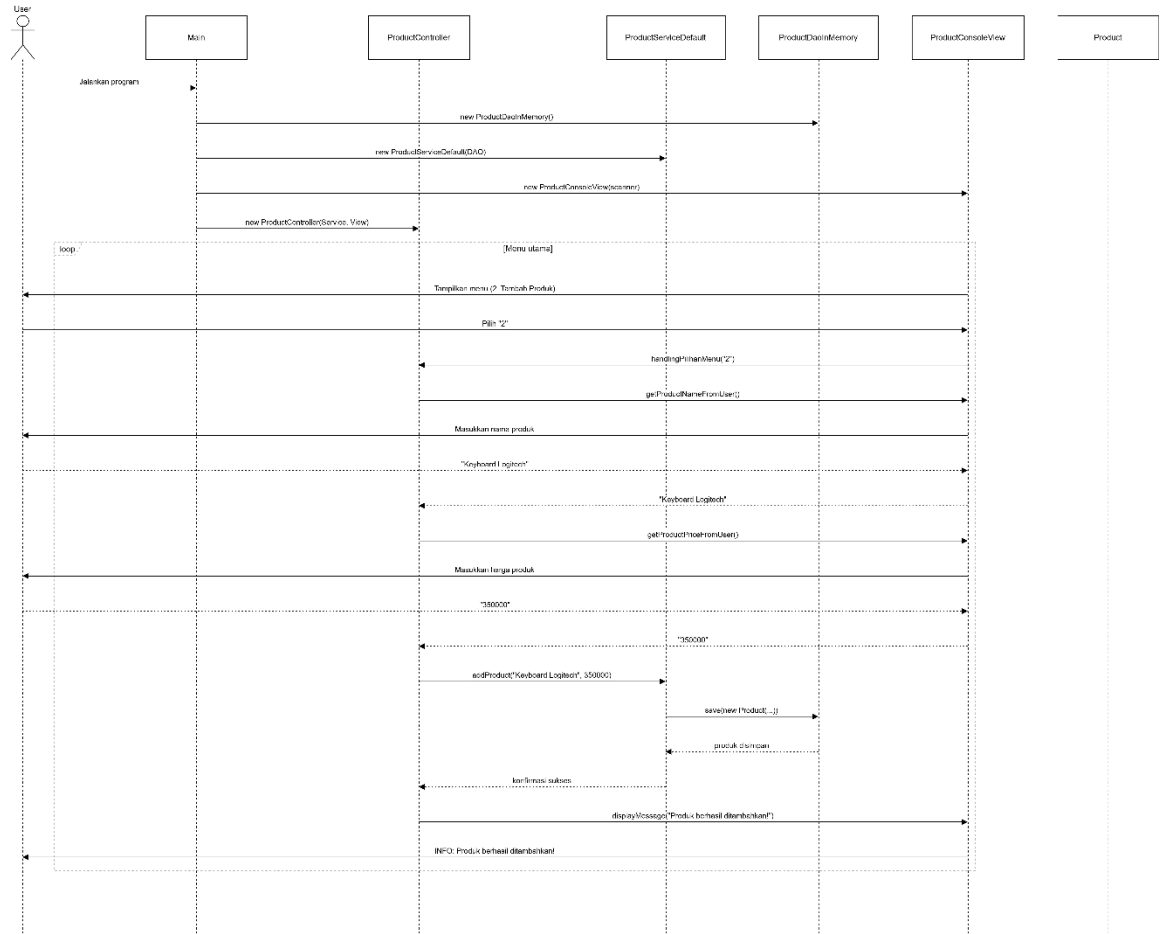 User
Main
ProductController
ProductServiceDefault
ProductDaoInMemory
ProductConsoleView
Product
Jalankan program
new ProductDaoInMemory()
new ProductServiceDefault(DAO)
new ProductConsoleView(scanner)
new ProductController(Service, View)
loop
[Menu utama]
Tampilkan menu (2. Tambah Produk)
Pilih "2"
handlingPilihanMenu("2")
getProductNameFromUser()
Masukkan nama produk
"Keyboard Logitech"
"Keyboard Logitech"
getProductPriceFromUser()
Masukkan harga produk
"350000"
"350000"
addProduct("Keyboard Logitech", 350000)
save(new Product(...))
produk disimpan
konfirmasi sukses
displayMessage("Produk berhasil ditambahkan!")
INFO: Produk berhasil ditambahkan!